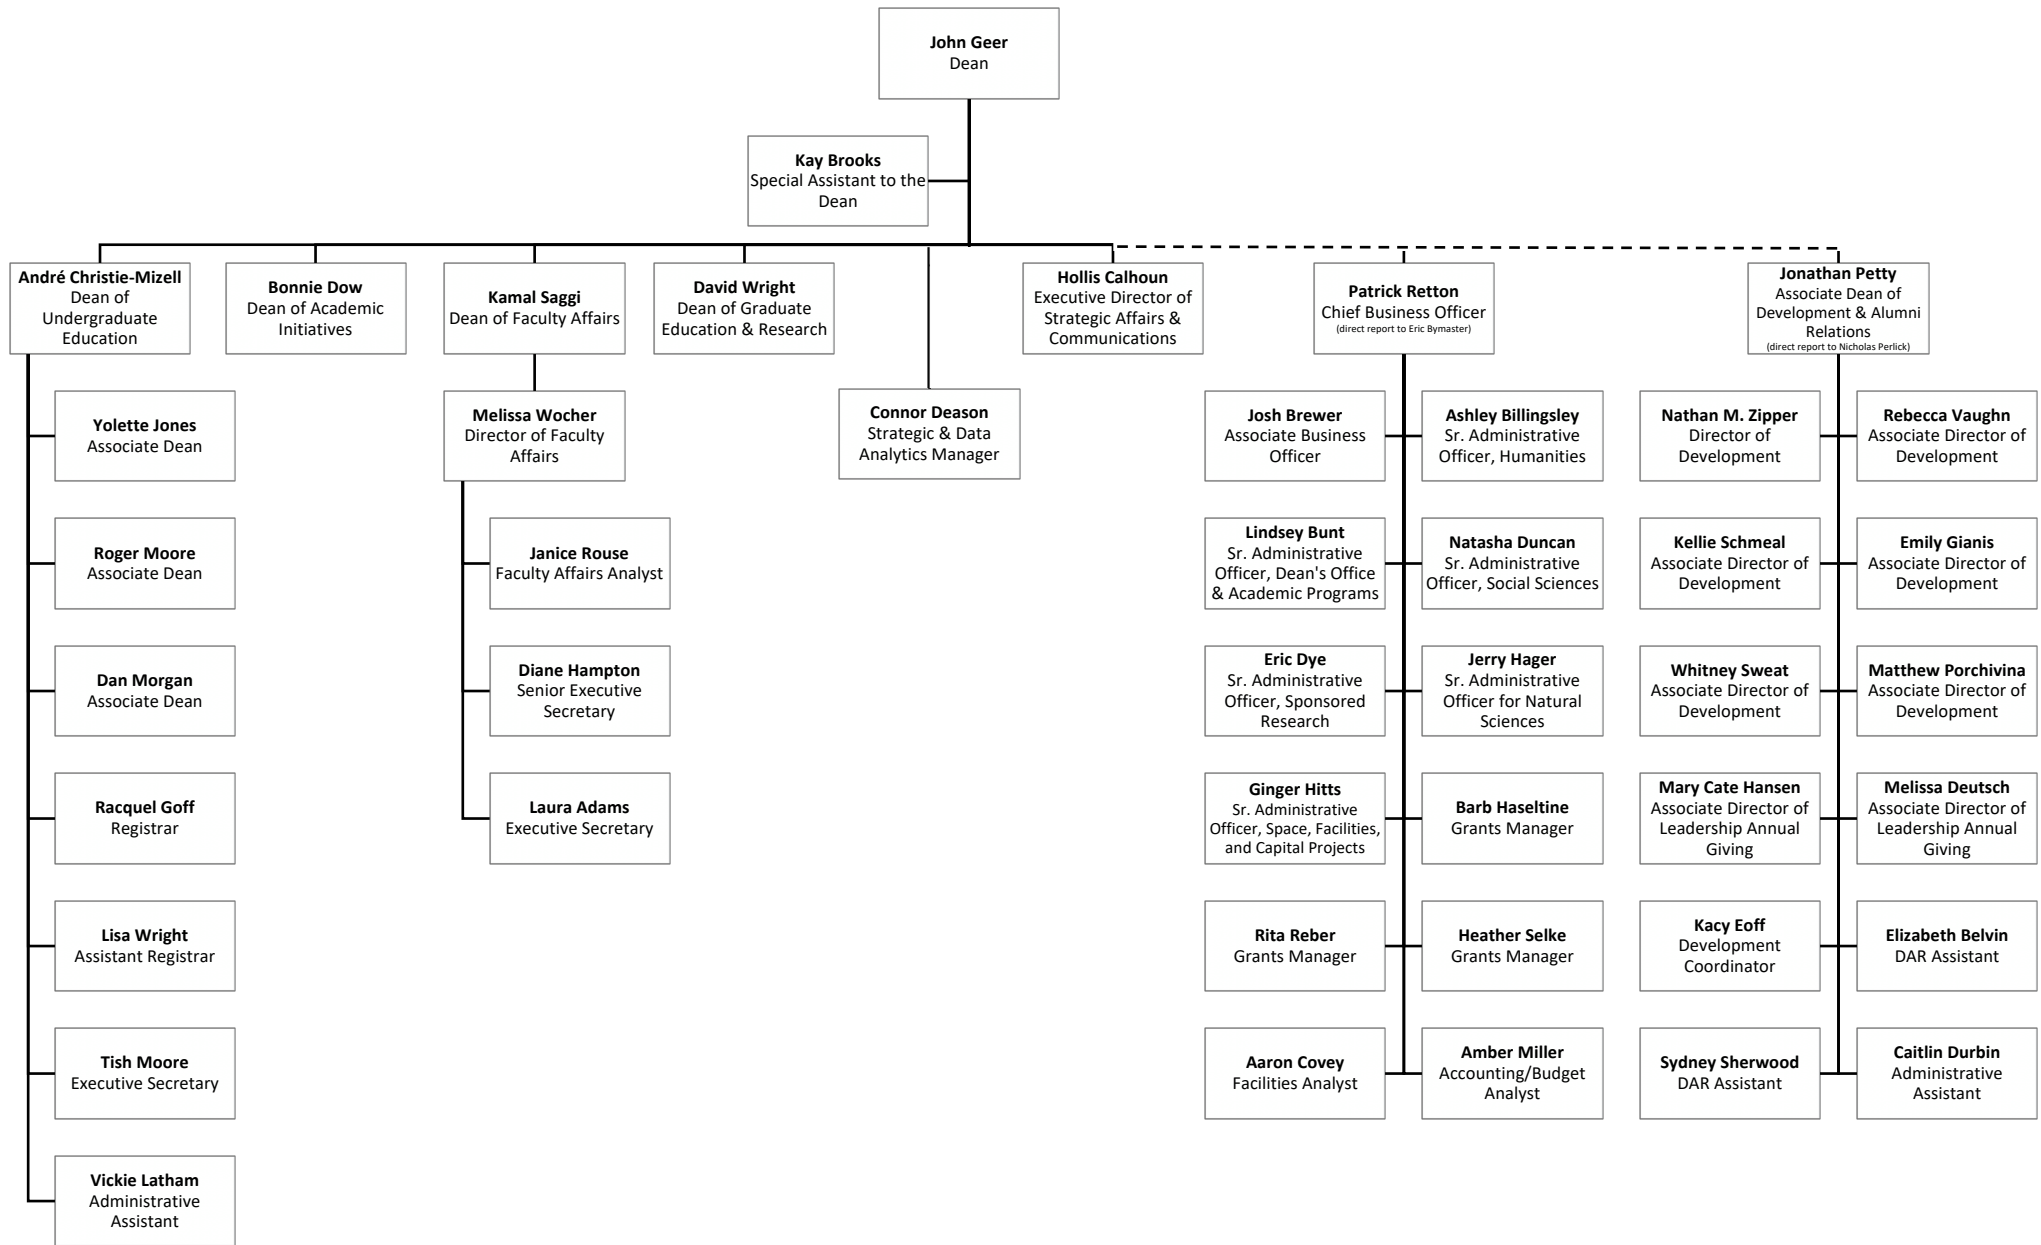 John Geer
Dean
Kay Brooks
Special Assistant to the
Dean
André Christie-Mizell
Dean of
Undergraduate
Education
Bonnie Dow
Dean of Academic
Initiatives
Kamal Saggi
Dean of Faculty Affairs
David Wright
Dean of Graduate
Education & Research
Hollis Calhoun
Executive Director of
Strategic Affairs &
Communications
Patrick Retton
Chief Business Officer
(direct report to Eric Bymaster)
Jonathan Petty
Associate Dean of
Development & Alumni
Relations
(direct report to Nicholas Perlick)
Yolette Jones
Associate Dean
Melissa Wocher
Director of Faculty
Affairs
Connor Deason
Strategic & Data
Analytics Manager
Josh Brewer
Associate Business
Officer
Ashley Billingsley
Sr. Administrative
Officer, Humanities
Nathan M. Zipper
Director of
Development
Rebecca Vaughn
Associate Director of
Development
Roger Moore
Associate Dean
Janice Rouse
Faculty Affairs Analyst
Lindsey Bunt
Sr. Administrative
Officer, Dean's Office
& Academic Programs
Natasha Duncan
Sr. Administrative
Officer, Social Sciences
Kellie Schmeal
Associate Director of
Development
Emily Gianis
Associate Director of
Development
Dan Morgan
Associate Dean
Diane Hampton
Senior Executive
Secretary
Eric Dye
Sr. Administrative
Officer, Sponsored
Research
Jerry Hager
Sr. Administrative
Officer for Natural
Sciences
Whitney Sweat
Associate Director of
Development
Matthew Porchivina
Associate Director of
Development
Racquel Goff
Registrar
Laura Adams
Executive Secretary
Ginger Hitts
Sr. Administrative
Officer, Space, Facilities,
and Capital Projects
Barb Haseltine
Grants Manager
Mary Cate Hansen
Associate Director of
Leadership Annual
Giving
Melissa Deutsch
Associate Director of
Leadership Annual
Giving
Lisa Wright
Assistant Registrar
Rita Reber
Grants Manager
Heather Selke
Grants Manager
Kacy Eoff
Development
Coordinator
Elizabeth Belvin
DAR Assistant
Tish Moore
Executive Secretary
Aaron Covey
Facilities Analyst
Amber Miller
Accounting/Budget
Analyst
Sydney Sherwood
DAR Assistant
Caitlin Durbin
Administrative
Assistant
Vickie Latham
Administrative
Assistant